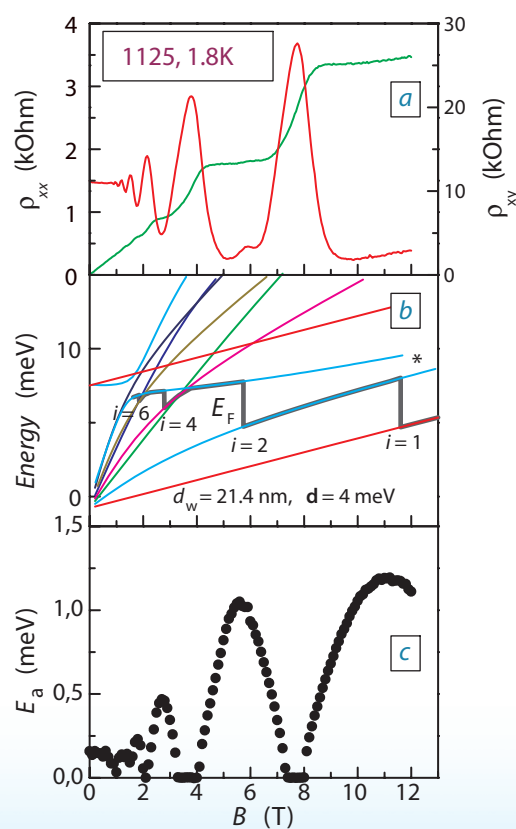 4
30
1125, 1.8K
3
a
20
ρxx (kOhm)
2
ρxy (kOhm)
10
1
0
0
b
10
*
Energy (meV)
i = 6
i = 4
EF
i = 2
i = 1
0
dw = 21.4 nm, d = 4 meV
1,5
1,0
c
Ea (meV)
0,5
0,0
0 2 4 6 8 10 12
B (T)